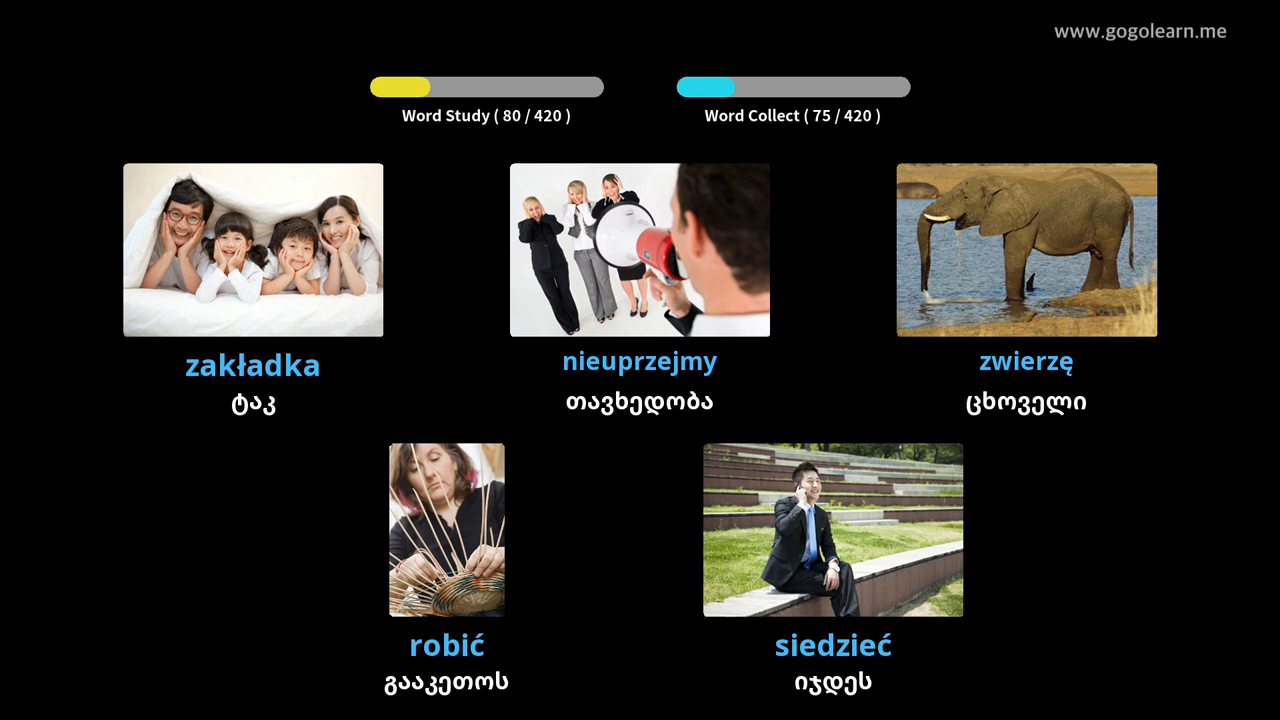 www.gogolearn.me
Word Study ( 80 / 420 )
Word Collect ( 75 / 420 )
zakładka
ტაკ
nieuprzejmy
თავხედობა
zwierzę
ცხოველი
robić
გააკეთოს
siedzieć
იჯდეს